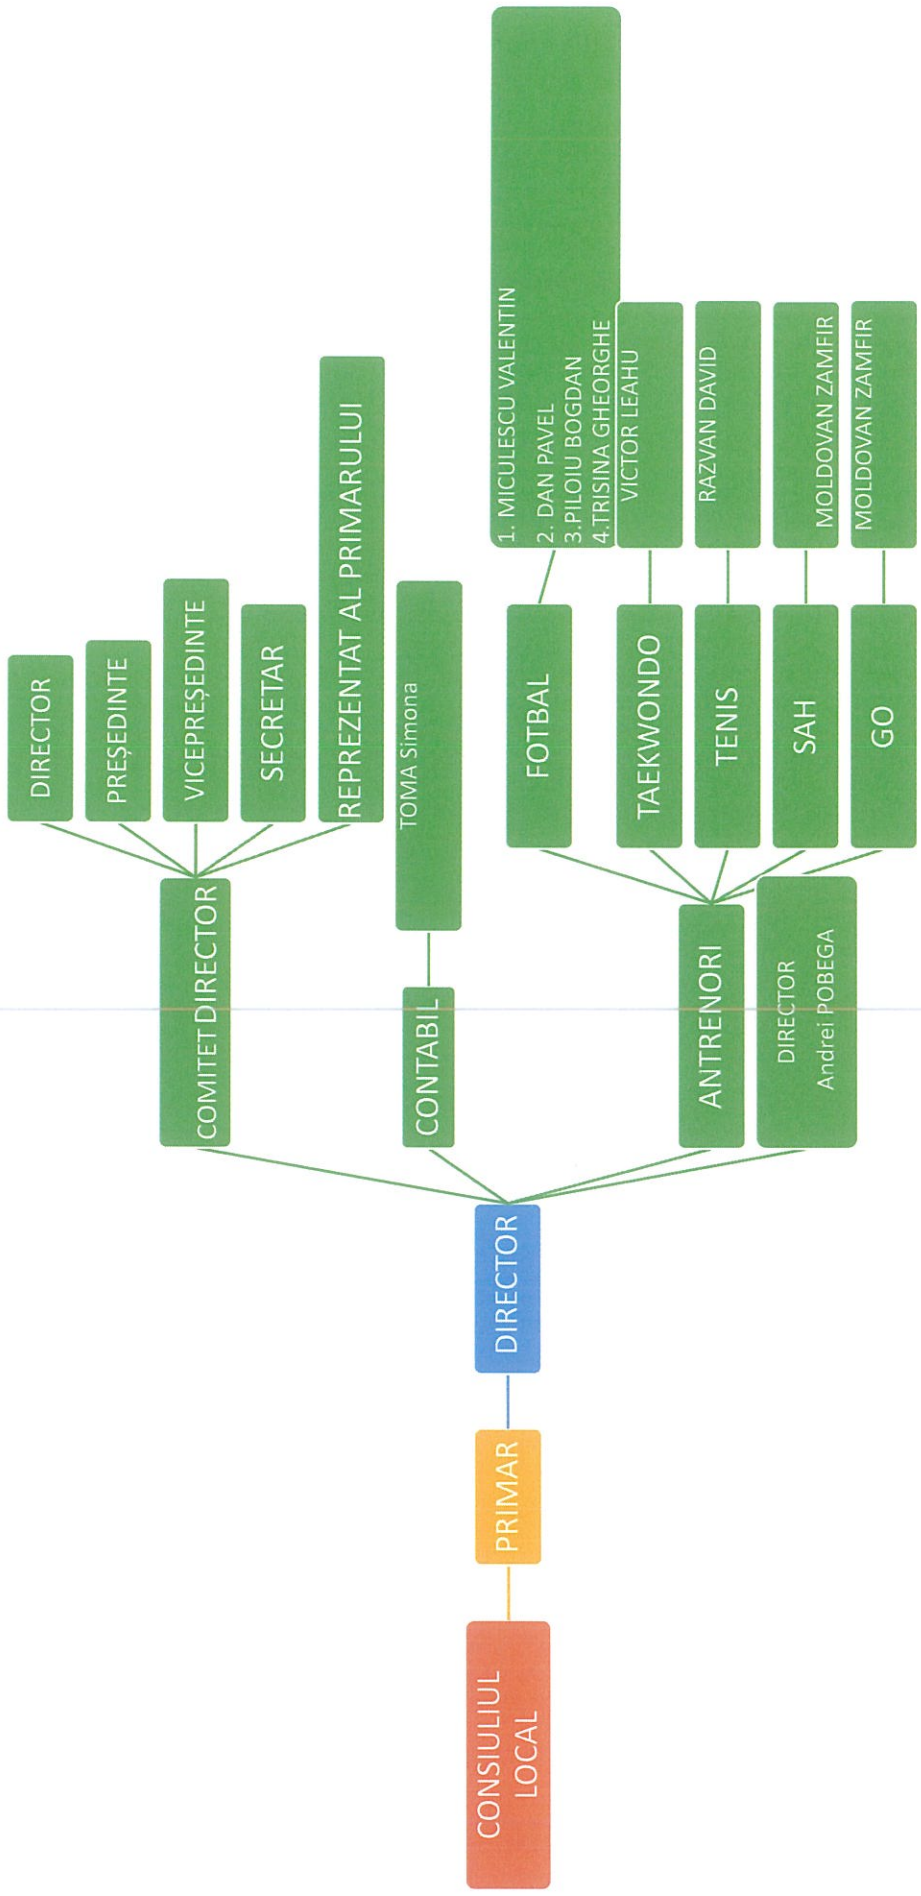 CONSIULIUL
LOCAL
PRIMAR
DIRECTOR
COMITET DIRECTOR
DIRECTOR
PREȘEDINTE
VICEPREȘEDINTE
SECRETAR
REPREZENTAT AL PRIMARULUI
CONTABIL
TOMA Simona
ANTRENORI
FOTBAL
1. MICULESCU VALENTIN
2. DAN PAVEL
3.PILOIU BOGDAN
4.TRISINA GHEORGHE
TAEKWONDO
VICTOR LEAHU
TENIS
RAZVAN DAVID
SAH
MOLDOVAN ZAMFIR
GO
MOLDOVAN ZAMFIR
DIRECTOR
Andrei POBEGA